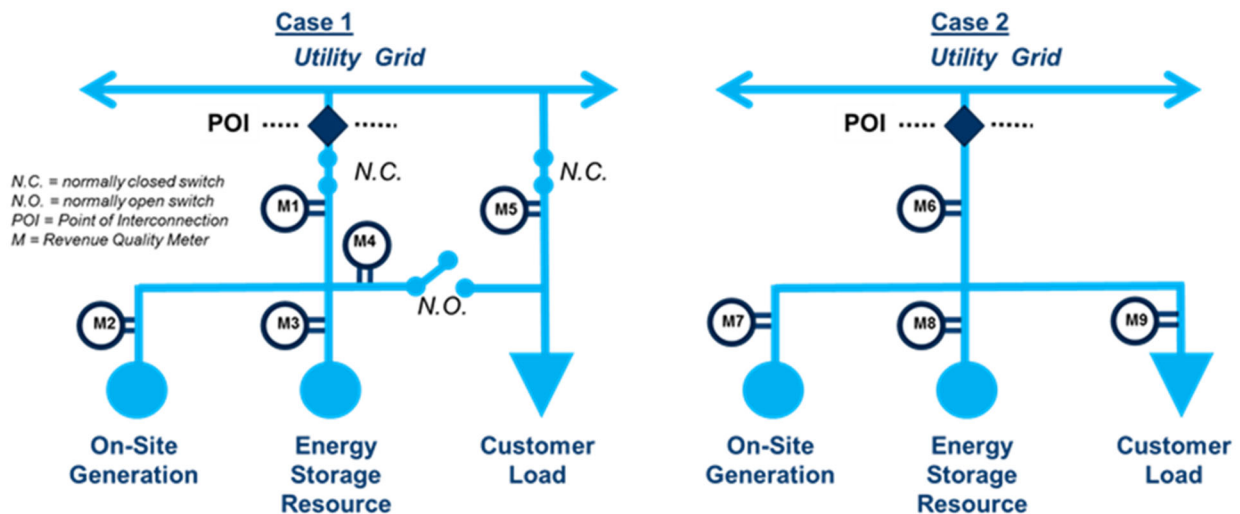 Case 1
Utility Grid
POI
N.C.
N.C.
N.C. = normally closed switch
N.O. = normally open switch
POI = Point of Interconnection
M = Revenue Quality Meter
M1
M5
M4
N.O.
M2
M3
On-Site
Generation
Energy
Storage
Resource
Customer
Load
Case 2
Utility Grid
POI
M6
M7
M8
M9
On-Site
Generation
Energy
Storage
Resource
Customer
Load